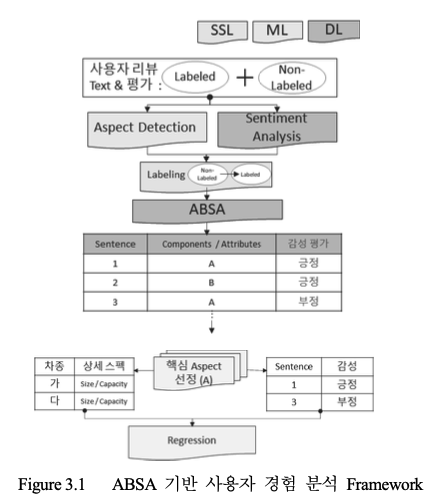 SSL ML DL
사용자 리뷰
Text & 평가 : Labeled + Non-Labeled
Aspect Detection
Sentiment
Analysis
Labeling Non-Labeled Labeled
ABSA
Sentence Components / Attributes 감성 평가
1 A 긍정
2 B 긍정
3 A 부정
차종 상세 스펙
가 Size / Capacity
다 Size / Capacity
핵심 Aspect
선정 (A)
Sentence 감성
1 긍정
3 부정
Regression
Figure 3.1 ABSA 기반 사용자 경험 분석 Framework